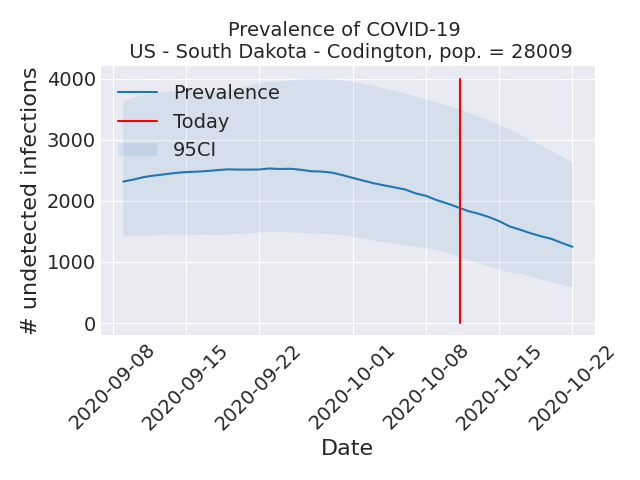 Prevalence of COVID-19
US - South Dakota - Codington, pop. = 28009
# undetected infections
4000
3000
2000
1000
0
Prevalence
Today
95CI
2020-09-08
2020-09-15
2020-09-22
2020-10-01
2020-10-08
2020-10-15
2020-10-22
Date